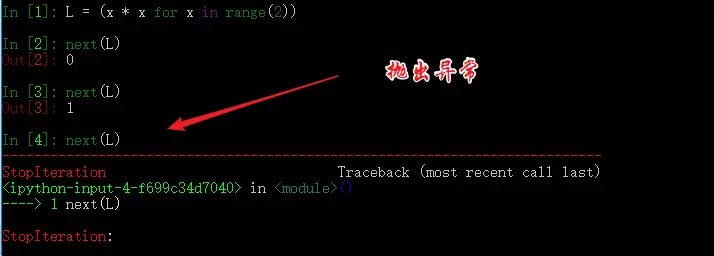 In [1]: L = (x * x for x in range(2))
In [2]: next(L)
Out[2]: 0
抛出异常
In [3]: next(L)
Out[3]: 1
In [4]: next(L)
---------------------------------------------------------------------------
StopIteration                             Traceback (most recent call last)
<ipython-input-4-f699c34d7040> in <module>()
----> 1 next(L)
StopIteration: